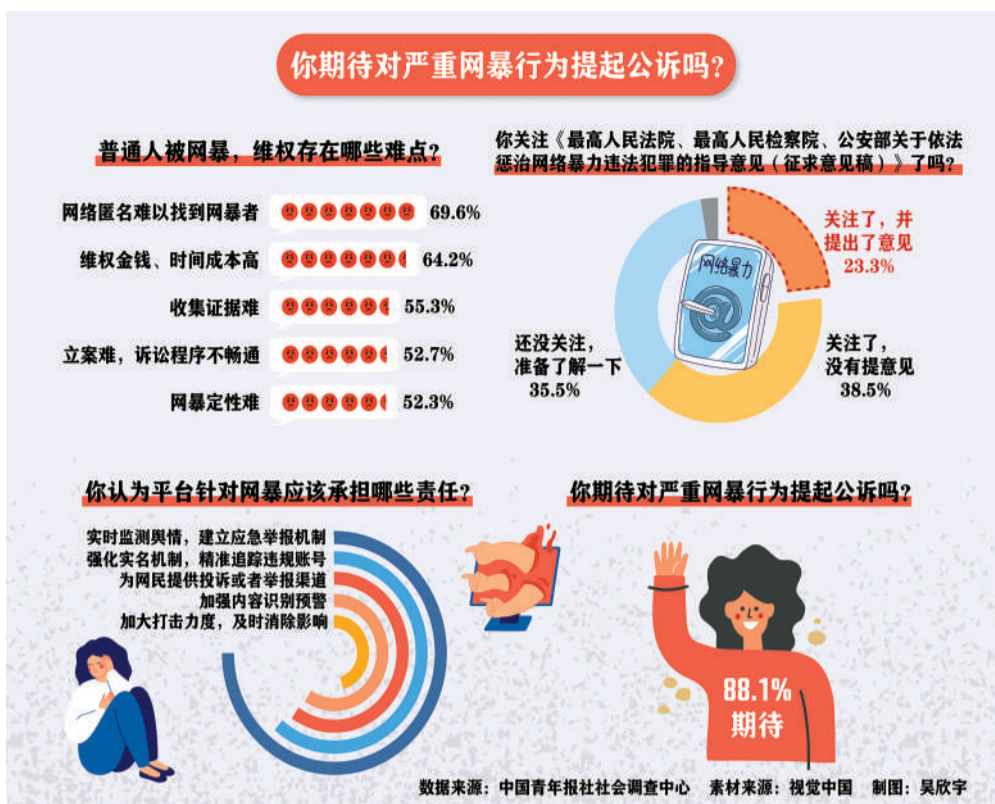 你期待对严重网暴行为提起公诉吗?
普通人被网暴，维权存在哪些难点?
网络匿名难以找到网暴者 69.6%
维权金钱、时间成本高 64.2%
收集证据难 55.3%
立案难，诉讼程序不畅通 52.7%
网暴定性难 52.3%
你关注《最高人民法院、最高人民检察院、公安部关于依法
惩治网络暴力违法犯罪的指导意见（征求意见稿）》了吗?
关注了，并
提出了意见
23.3%
网络暴力
@
还没关注，
准备了解一下
35.5%
关注了，
没有提意见
38.5%
你认为平台针对网暴应该承担哪些责任?
实时监测舆情，建立应急举报机制
强化实名机制，精准追踪违规账号
为网民提供投诉或者举报渠道
加强内容识别预警
加大打击力度，及时消除影响
你期待对严重网暴行为提起公诉吗?
88.1%
期待
数据来源：中国青年报社社会调查中心 素材来源：视觉中国 制图：吴欣宇